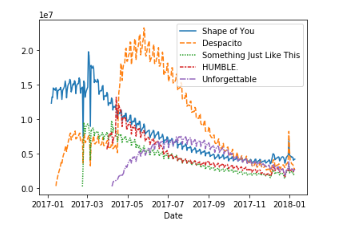 1e7
Shape of You
Despacito
Something Just Like This
HUMBLE.
Unforgettable
2.0
1.5
1.0
0.5
0.0
2017-01 2017-03 2017-05 2017-07 2017-09 2017-11 2018-01
Date